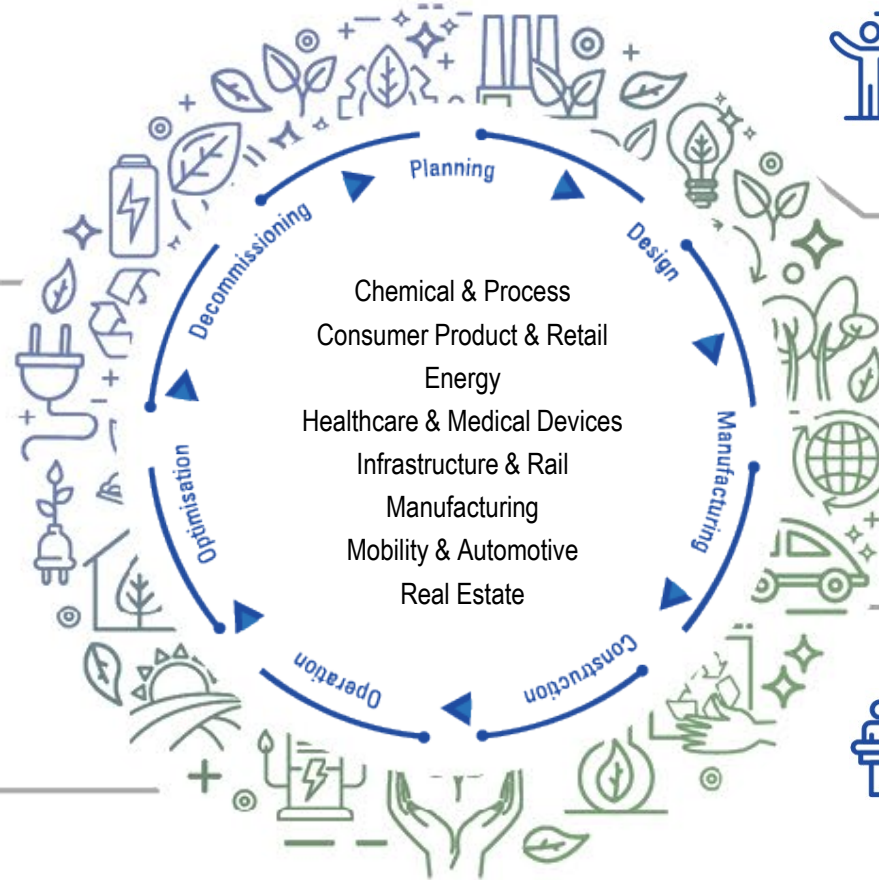 Planning
Design
Manufacturing
Construction
Operation
Optimisation
Decommissioning
Chemical & Process
Consumer Product & Retail
Energy
Healthcare & Medical Devices
Infrastructure & Rail
Manufacturing
Mobility & Automotive
Real Estate